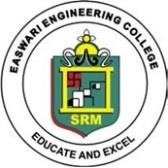 EASWARI ENGINEERING COLLEGE
SRM
EDUCATE AND EXCEL